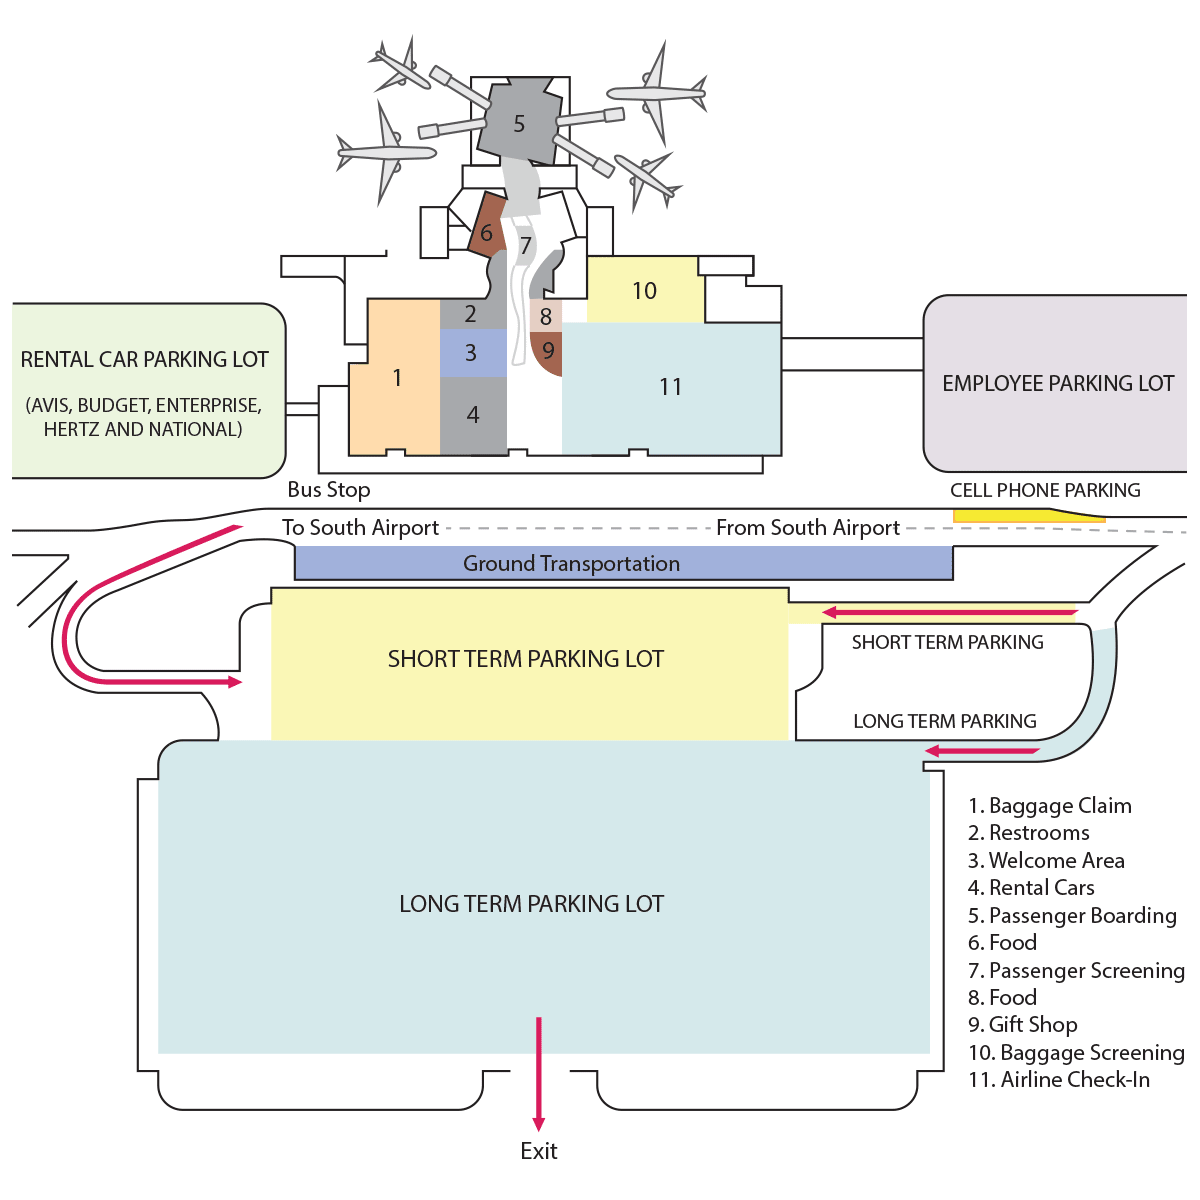 5
6
7
10
2
8
3
9
1
11
4
RENTAL CAR PARKING LOT
(AVIS, BUDGET, ENTERPRISE,
HERTZ AND NATIONAL)
EMPLOYEE PARKING LOT
Bus Stop
CELL PHONE PARKING
To South Airport
From South Airport
Ground Transportation
SHORT TERM PARKING
SHORT TERM PARKING LOT
LONG TERM PARKING
LONG TERM PARKING LOT
1. Baggage Claim
2. Restrooms
3. Welcome Area
4. Rental Cars
5. Passenger Boarding
6. Food
7. Passenger Screening
8. Food
9. Gift Shop
10. Baggage Screening
11. Airline Check-In
Exit